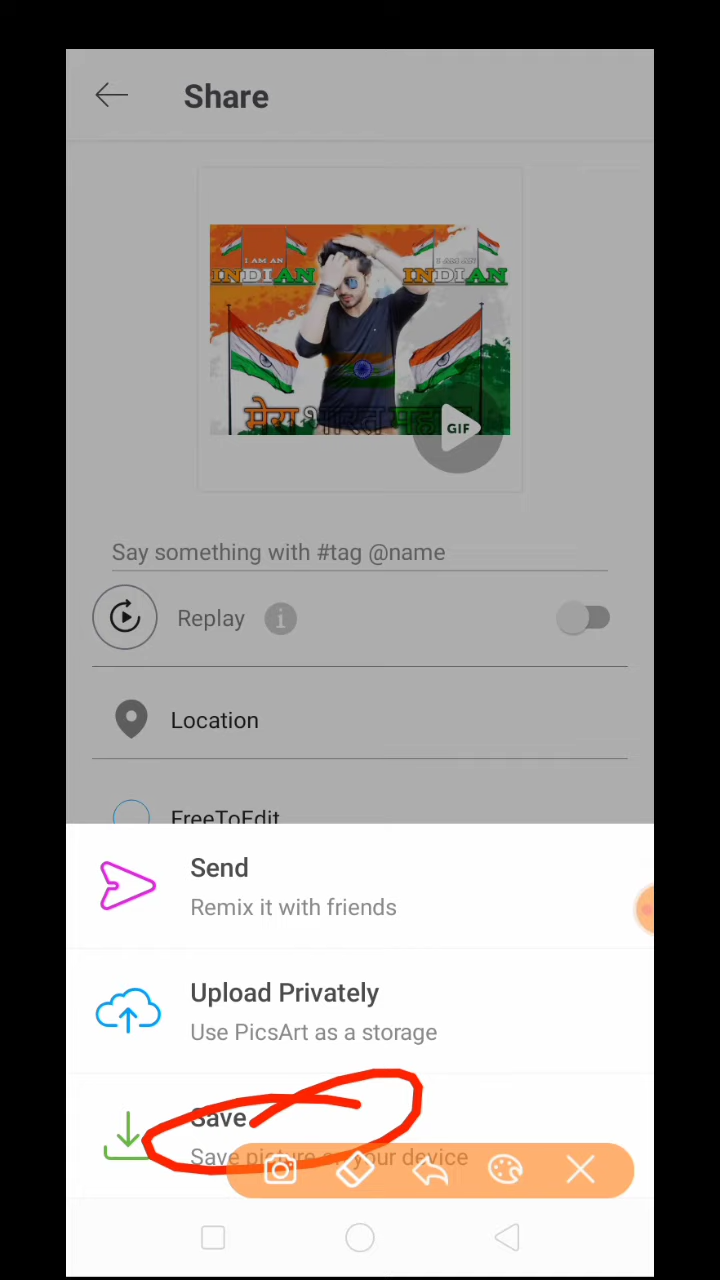 Share
I AM AN
INDIAN
INDIAN
मेरा भारत
GIF
Say something with #tag @name
Replay
Location
FreeToEdit
Send
Remix it with friends
Upload Privately
Use PicsArt as a storage
Save
Save picture on your device